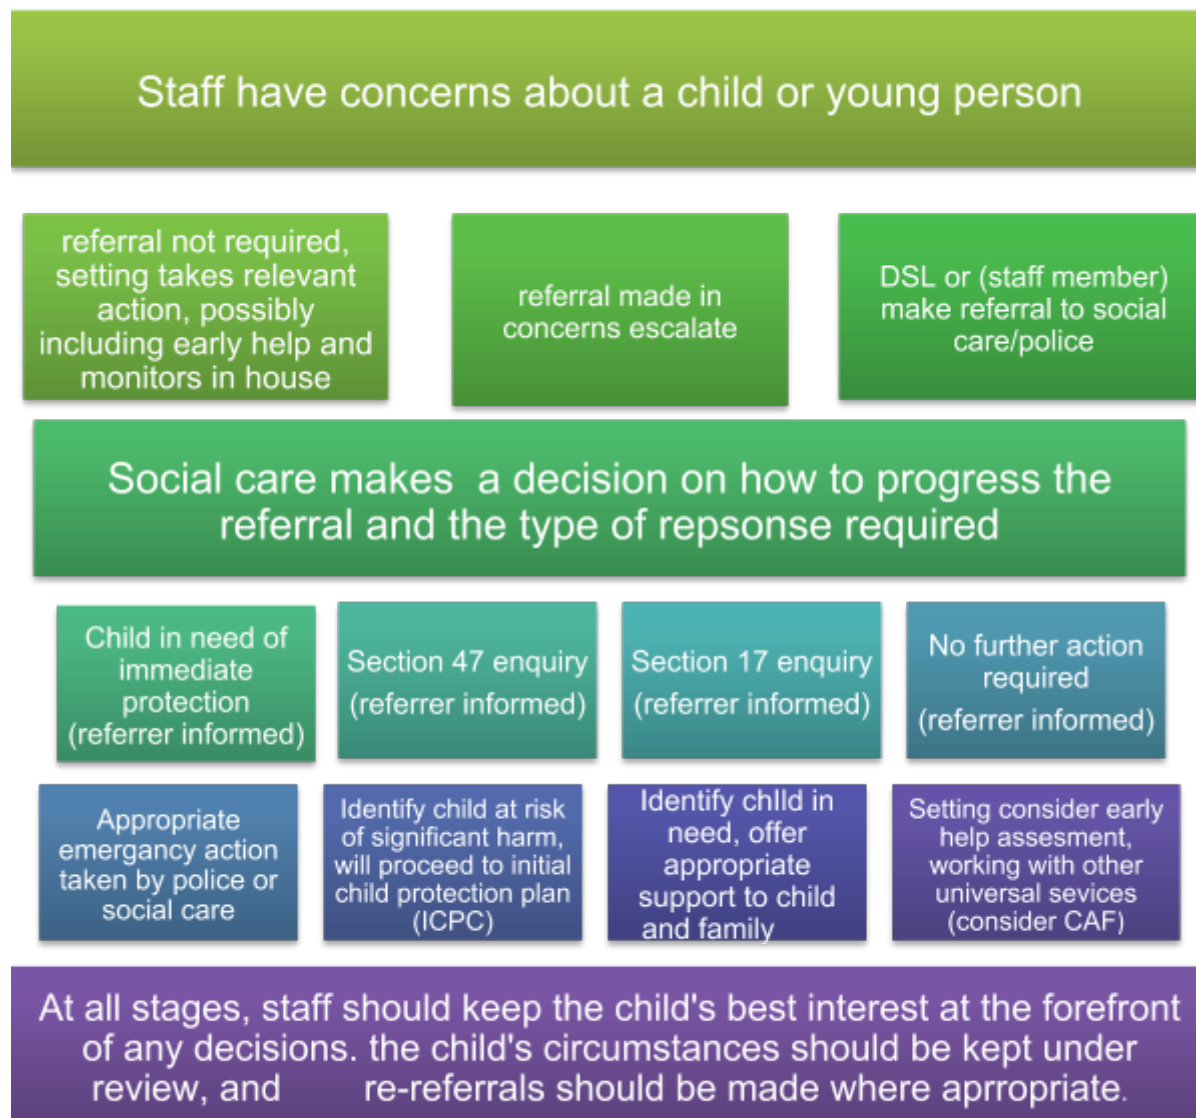 Staff have concerns about a child or young person
referral not required,
setting takes relevant
action, possibly
including early help and
monitors in house
referral made in
concerns escalate
DSL or (staff member)
make referral to social
care/police
Social care makes a decision on how to progress the
referral and the type of repsonse required
Child in need of
immediate
protection
(referrer informed)
Section 47 enquiry
(referrer informed)
Section 17 enquiry
(referrer informed)
No further action
required
(referrer informed)
Appropriate
emergancy action
taken by police or
social care
Identify child at risk
of significant harm,
will proceed to initial
child protection plan
(ICPC)
Identify chIld in
need, offer
appropriate
support to child
and family
Setting consider early
help assesment,
working with other
universal sevices
(consider CAF)
At all stages, staff should keep the child's best interest at the forefront
of any decisions. the child's circumstances should be kept under
review, and re-referrals should be made where aprropriate.